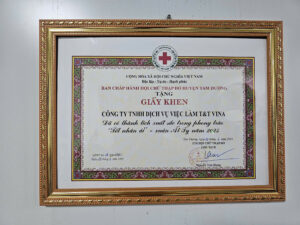 CỘNG HÒA XÃ HỘI CHỦ NGHĨA VIỆT NAM
Độc lập - Tự do - Hạnh phúc
BAN CHẤP HÀNH HỘI CHỮ THẬP ĐỎ HUYỆN TAM DƯƠNG
TẶNG
GIẤY KHEN
CÔNG TY TNHH DỊCH VỤ VIỆC LÀM T&T VINA
Đã có thành tích xuất sắc trong phong trào
"Tết nhân ái" - xuân Ất Tỵ năm 2025